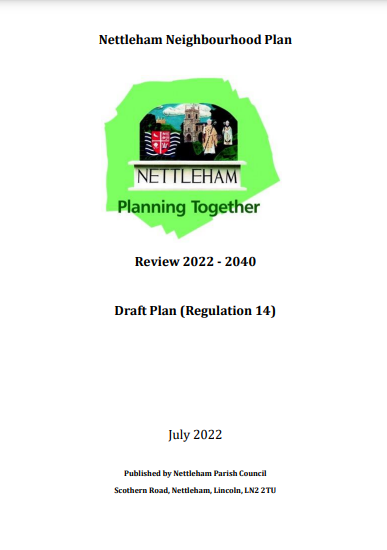 Nettleham Neighbourhood Plan
NETTLEHAM
Planning Together
Review 2022 - 2040
Draft Plan (Regulation 14)
July 2022
Published by Nettleham Parish Council
Scothern Road, Nettleham, Lincoln, LN2 2TU